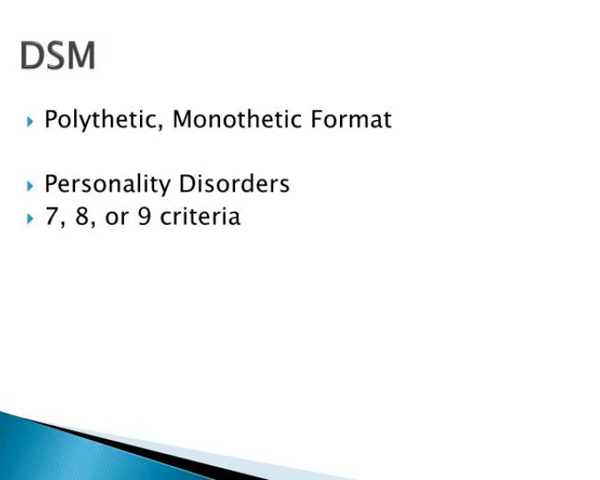 DSM
Polythetic, Monothetic Format
Personality Disorders
7, 8, or 9 criteria